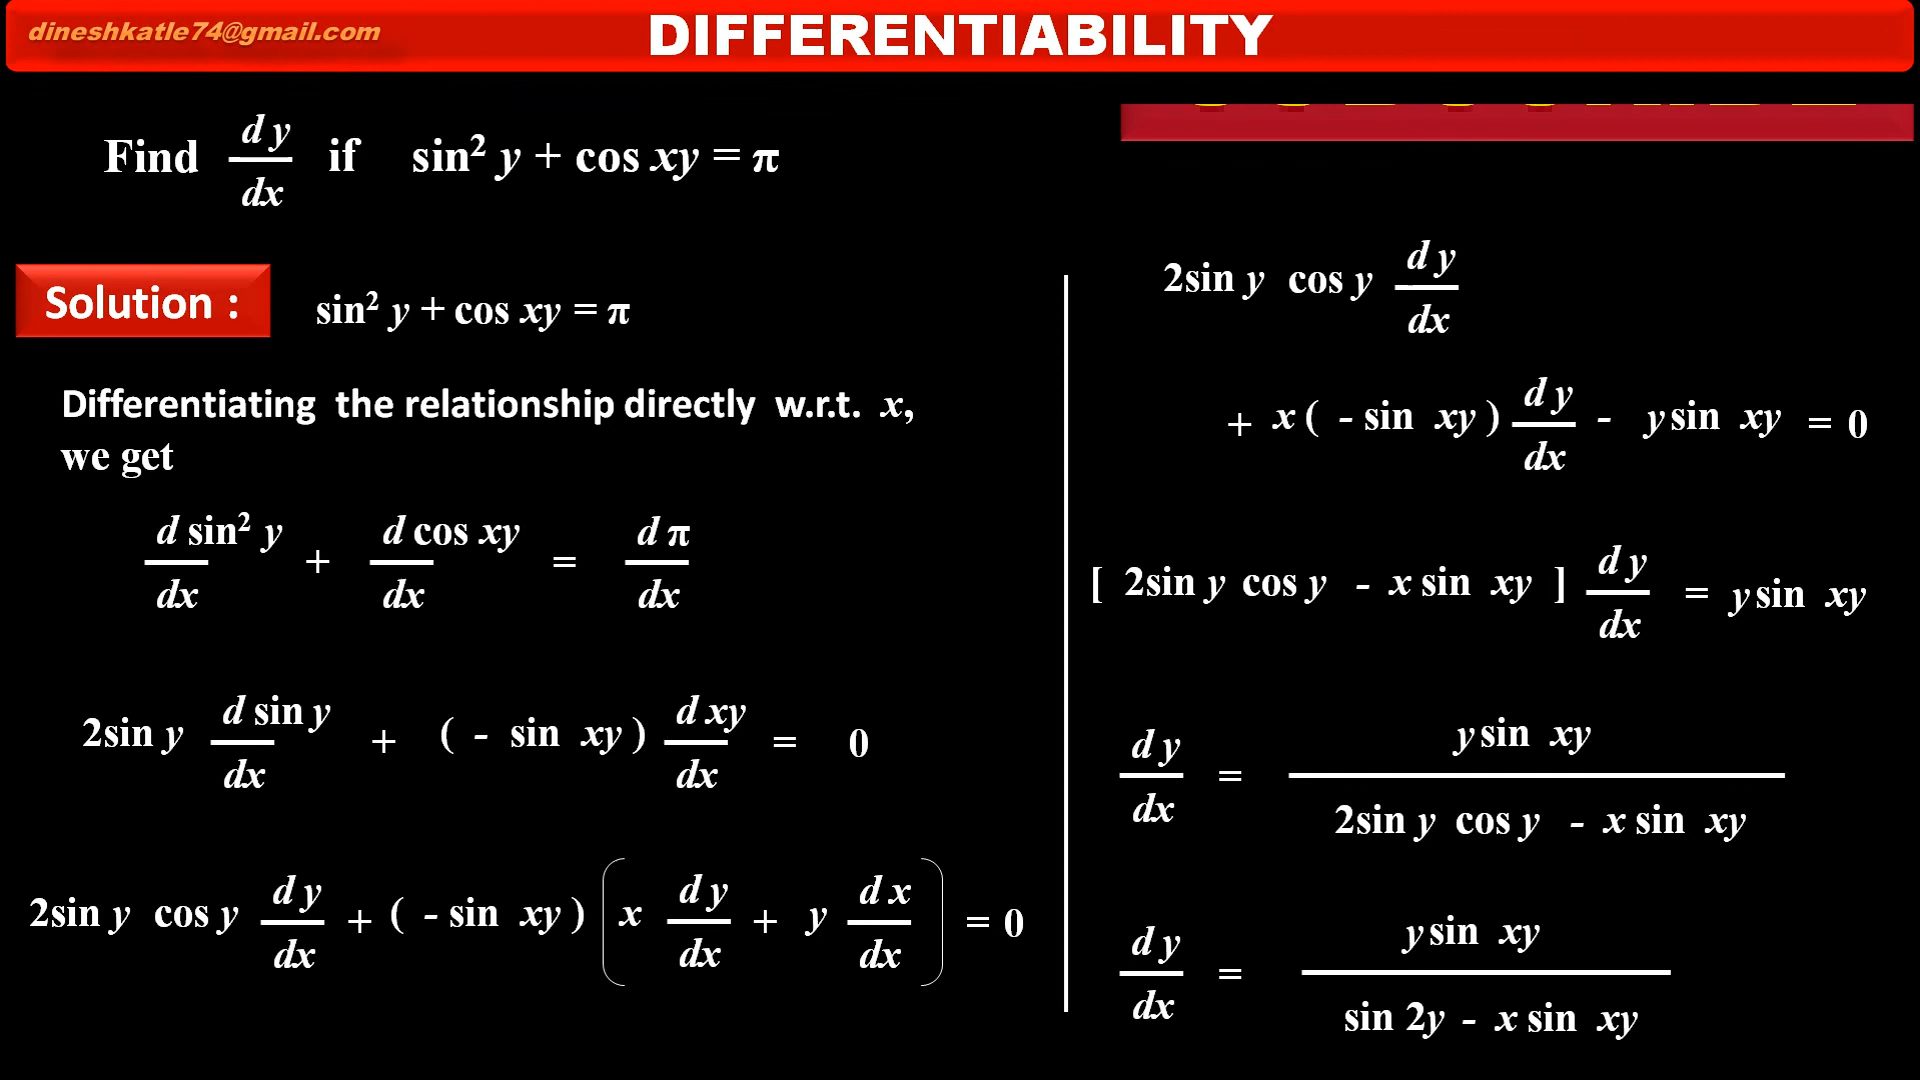 dineshkatle74@gmail.com
DIFFERENTIABILITY
Find dy/dx if sin² y + cos xy = π
Solution :
sin² y + cos xy = π
Differentiating the relationship directly w.r.t. x,
we get
d sin² y/dx + d cos xy/dx = d π/dx
2sin y d sin y/dx + ( - sin xy ) d xy/dx = 0
2sin y cos y dy/dx + ( - sin xy ) ( x dy/dx + y dx/dx ) = 0
2sin y cos y dy/dx
+ x ( - sin xy ) dy/dx - y sin xy = 0
[ 2sin y cos y - x sin xy ] dy/dx = y sin xy
dy/dx = y sin xy / 2sin y cos y - x sin xy
dy/dx = y sin xy / sin 2y - x sin xy